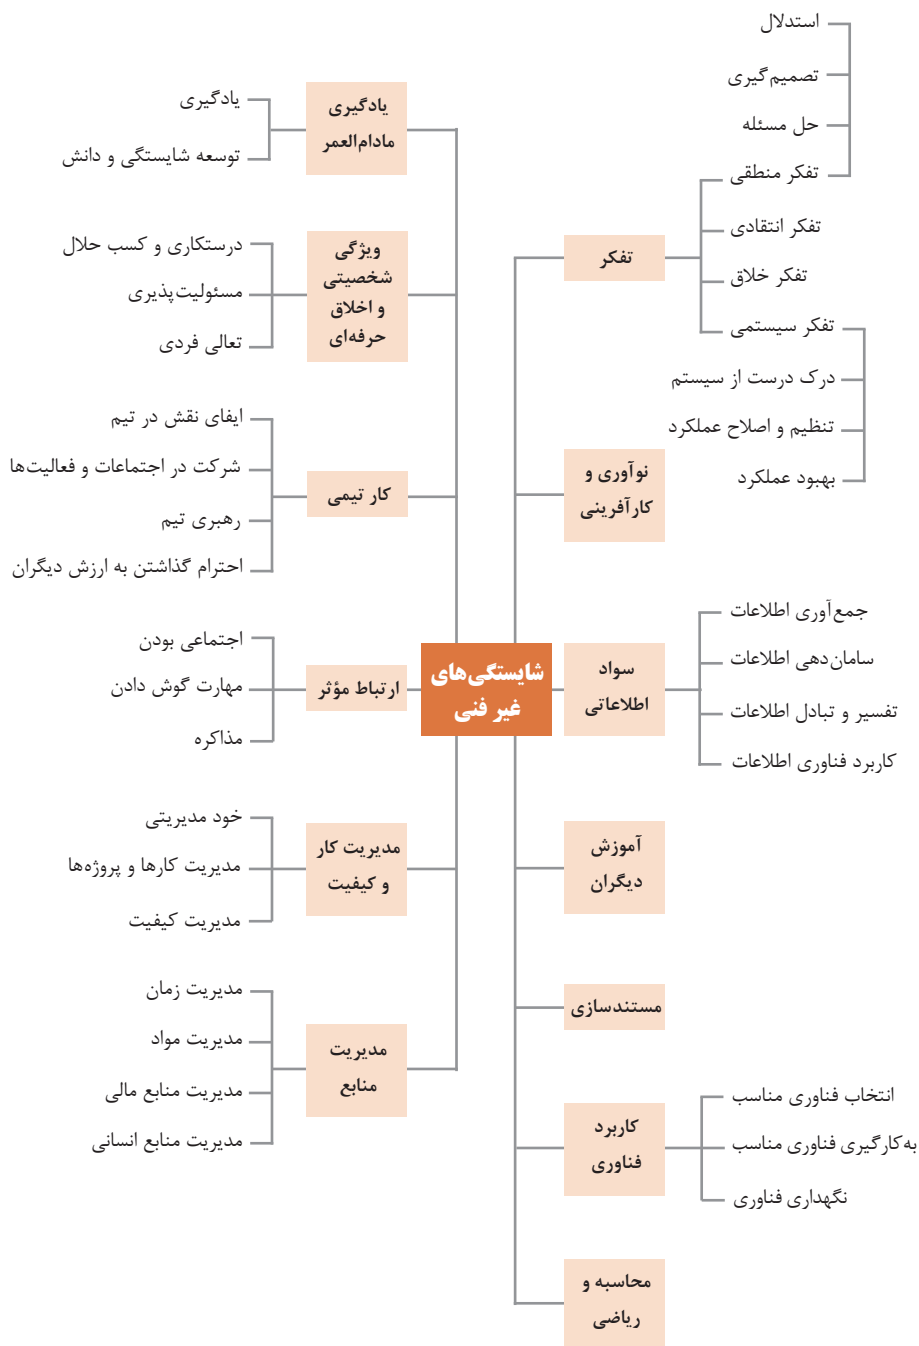 شایستگی‌های
غیر فنی
تفکر
استدلال
تصمیم‌گیری
حل مسئله
تفکر منطقی
تفکر انتقادی
تفکر خلاق
تفکر سیستمی
درک درست از سیستم
تنظیم و اصلاح عملکرد
بهبود عملکرد
نوآوری و
کارآفرینی
سواد
اطلاعاتی
جمع‌آوری اطلاعات
سامان‌دهی اطلاعات
تفسیر و تبادل اطلاعات
کاربرد فناوری اطلاعات
آموزش
دیگران
مستندسازی
کاربرد
فناوری
انتخاب فناوری مناسب
به‌کارگیری فناوری مناسب
نگهداری فناوری
محاسبه و
ریاضی
یادگیری
مادام‌العمر
یادگیری
توسعه شایستگی و دانش
ویژگی
شخصیتی
و اخلاق
حرفه‌ای
درستکاری و کسب حلال
مسئولیت‌پذیری
تعالی فردی
کار تیمی
ایفای نقش در تیم
شرکت در اجتماعات و فعالیت‌ها
رهبری تیم
احترام گذاشتن به ارزش دیگران
ارتباط مؤثر
اجتماعی بودن
مهارت گوش دادن
مذاکره
مدیریت کار
و کیفیت
خود مدیریتی
مدیریت کارها و پروژه‌ها
مدیریت کیفیت
مدیریت
منابع
مدیریت زمان
مدیریت مواد
مدیریت منابع مالی
مدیریت منابع انسانی